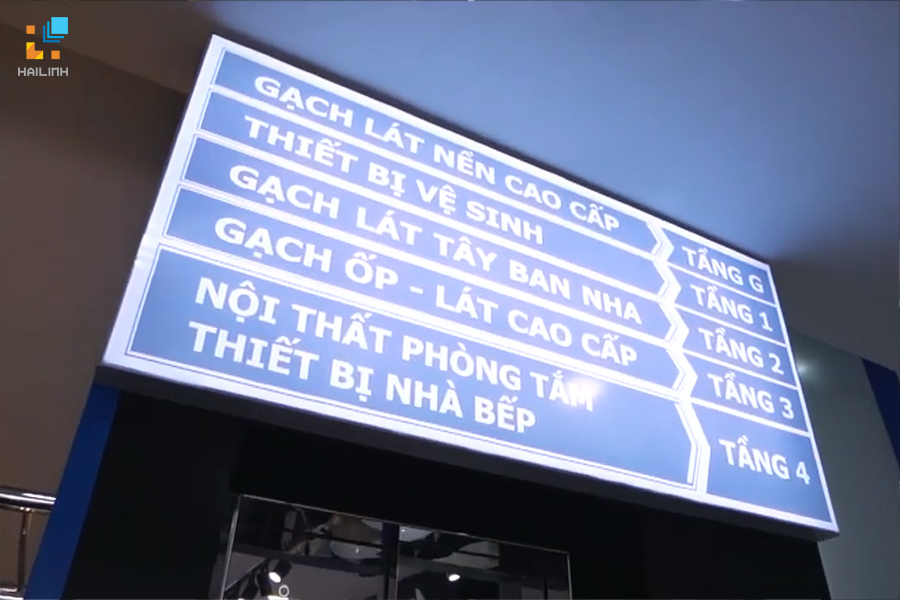 HAILINH
GẠCH LÁT NỀN CAO CẤP TẦNG G
THIẾT BỊ VỆ SINH TẦNG 1
GẠCH LÁT TÂY BAN NHA TẦNG 2
GẠCH ỐP - LÁT CAO CẤP TẦNG 3
NỘI THẤT PHÒNG TẮM
THIẾT BỊ NHÀ BẾP TẦNG 4